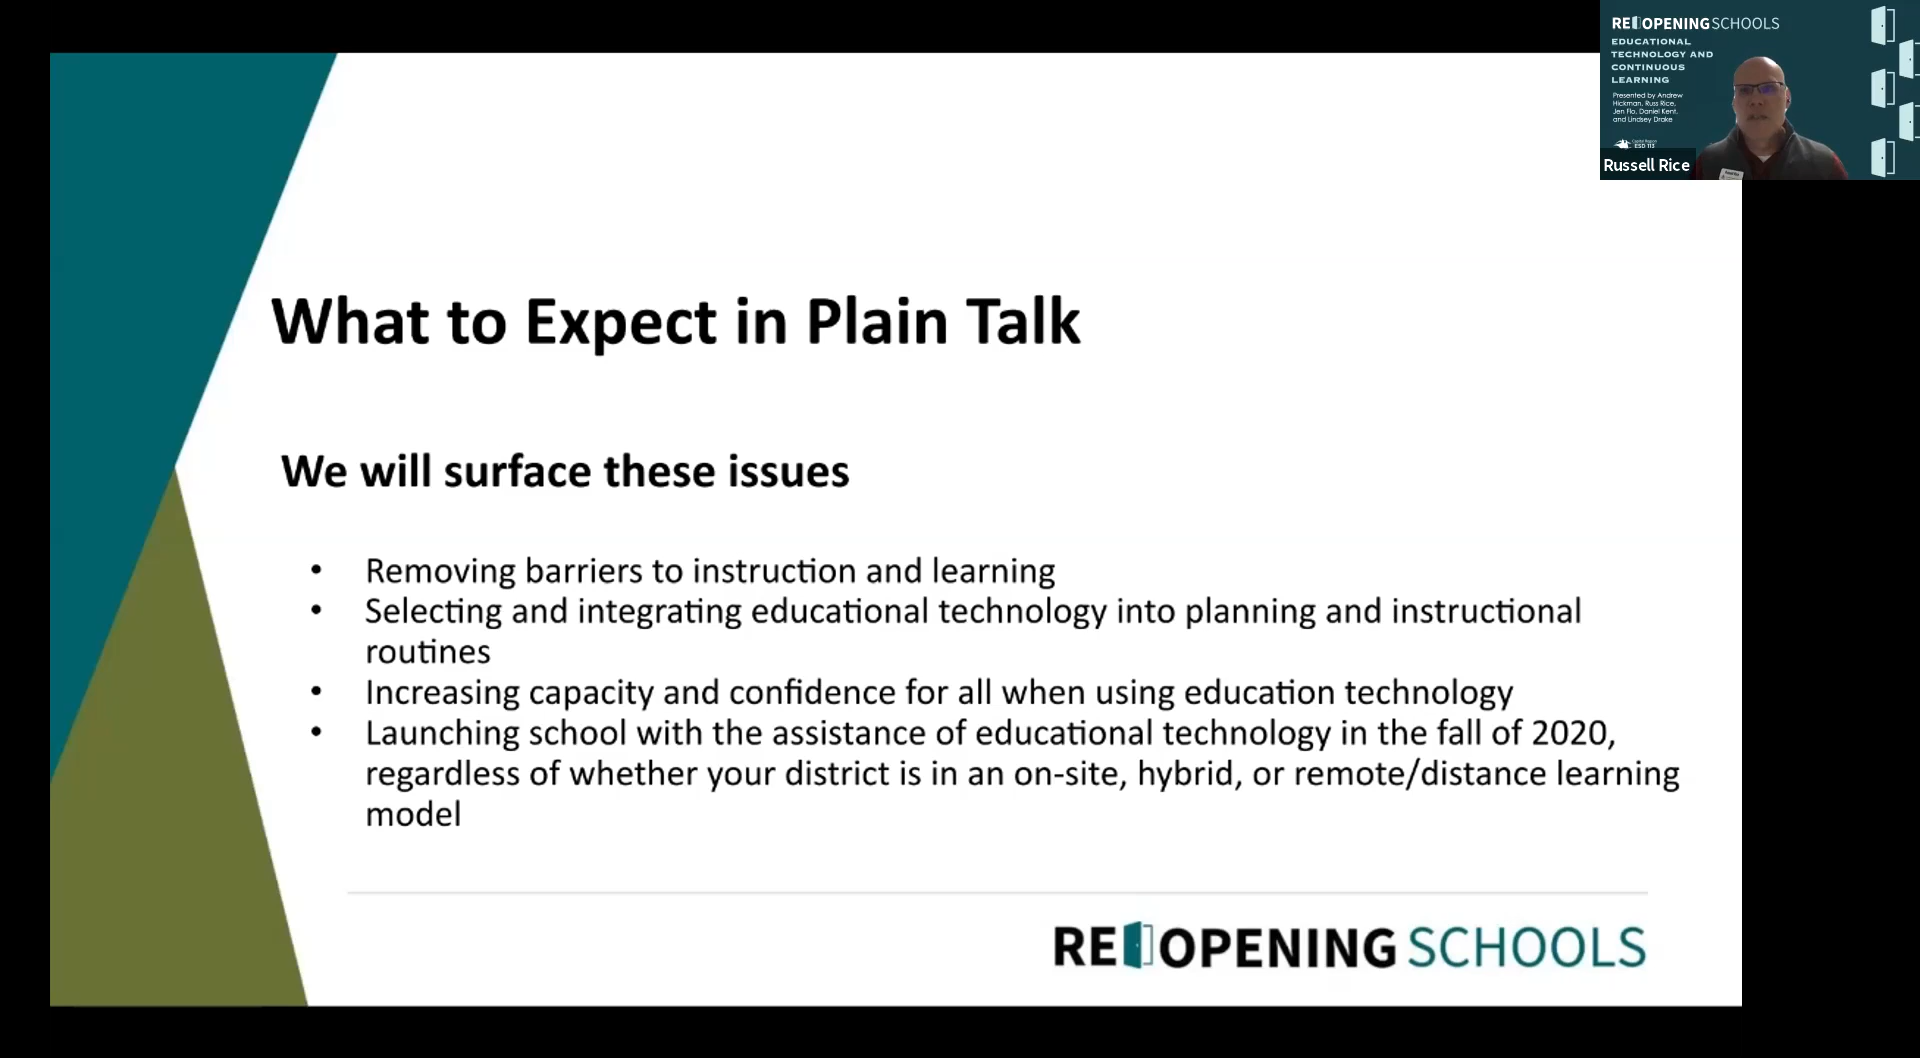 What to Expect in Plain Talk
We will surface these issues
• Removing barriers to instruction and learning
• Selecting and integrating educational technology into planning and instructional
routines
• Increasing capacity and confidence for all when using education technology
• Launching school with the assistance of educational technology in the fall of 2020,
regardless of whether your district is in an on-site, hybrid, or remote/distance learning
model
REOPENING SCHOOLS
REOPENING SCHOOLS
EDUCATIONAL
TECHNOLOGY AND
CONTINUOUS
LEARNING
Presented by Andrew
Hickman, Russ Rice,
Jen Flo, Daniel Kent,
and Lindsey Drake
Capital Region
ESD 113
Russell Rice